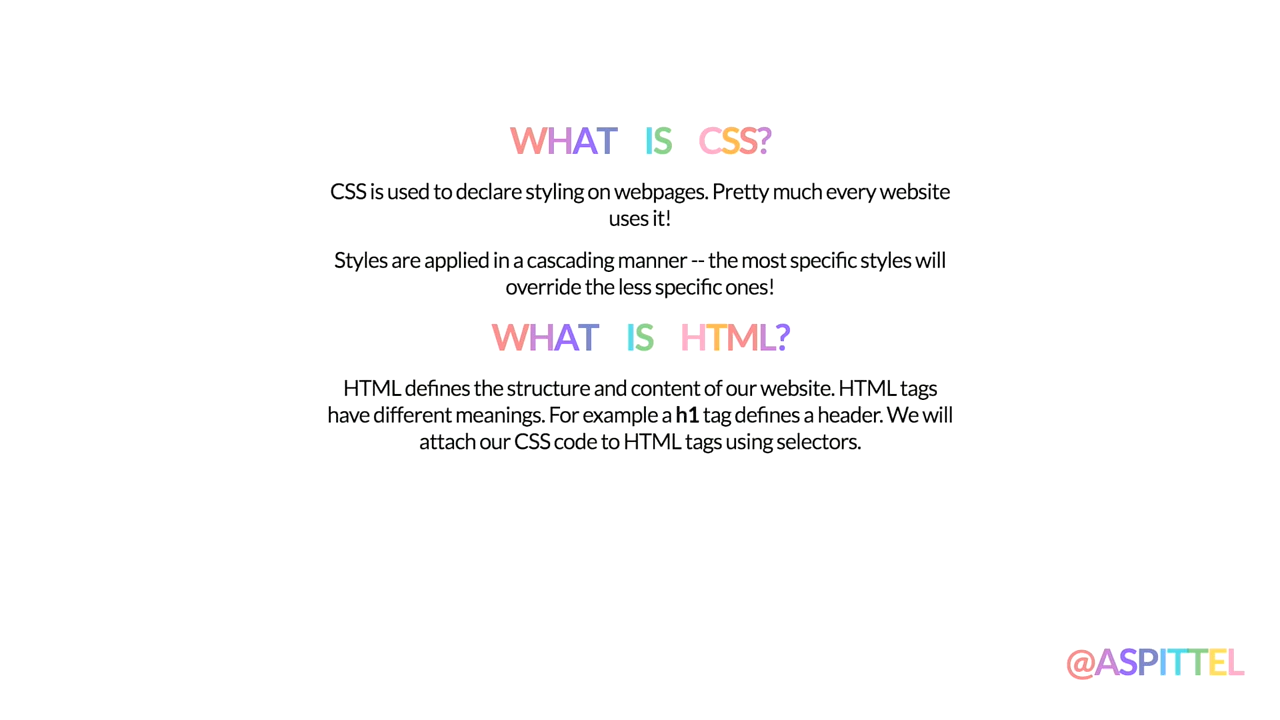 WHAT IS CSS?
CSS is used to declare styling on webpages. Pretty much every website
uses it!
Styles are applied in a cascading manner -- the most specific styles will
override the less specific ones!
WHAT IS HTML?
HTML defines the structure and content of our website. HTML tags
have different meanings. For example a h1 tag defines a header. We will
attach our CSS code to HTML tags using selectors.
@ASPITTEL